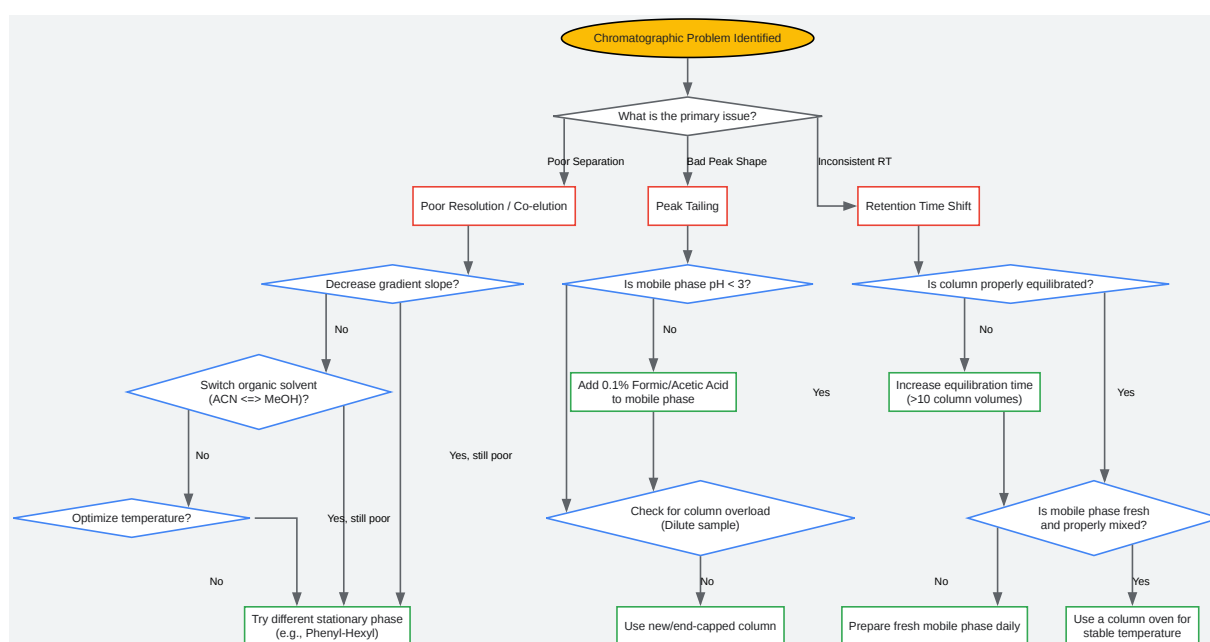 Chromatographic Problem Identified
What is the primary issue?
Poor Separation
Bad Peak Shape
Inconsistent RT
Poor Resolution / Co-elution
Peak Tailing
Retention Time Shift
Decrease gradient slope?
Is mobile phase pH < 3?
Is column properly equilibrated?
No
No
No
Switch organic solvent
(ACN <=> MeOH)?
Add 0.1% Formic/Acetic Acid
to mobile phase
Yes
Increase equilibration time
(>10 column volumes)
Yes
No
Yes, still poor
Optimize temperature?
Yes, still poor
Check for column overload
(Dilute sample)
Is mobile phase fresh
and properly mixed?
No
No
No
Yes
Try different stationary phase
(e.g., Phenyl-Hexyl)
Use new/end-capped column
Prepare fresh mobile phase daily
Use a column oven for
stable temperature